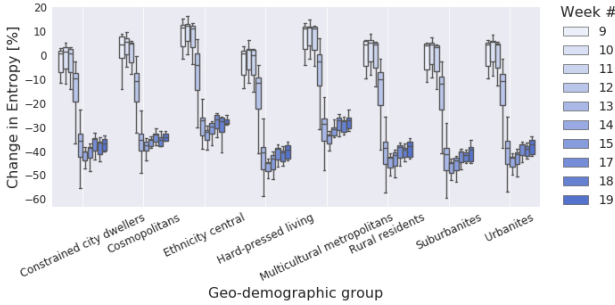 Week #
9
10
11
12
13
14
15
17
18
19
Change in Entropy [%]
20
10
0
−10
−20
−30
−40
−50
−60
Constrained city dwellers
Cosmopolitans
Ethnicity central
Hard-pressed living
Multicultural metropolitans
Rural residents
Suburbanites
Urbanites
Geo-demographic group